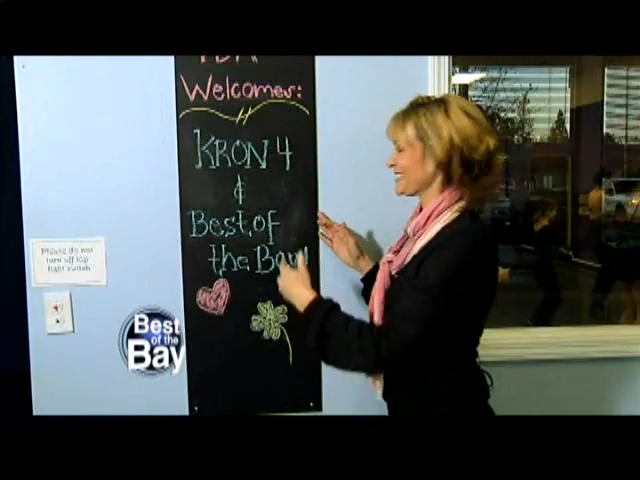 Welcomes:
KRON 4
&
Best of
the Bay!
Please do not
turn off top
light switch
Best
of the
Bay